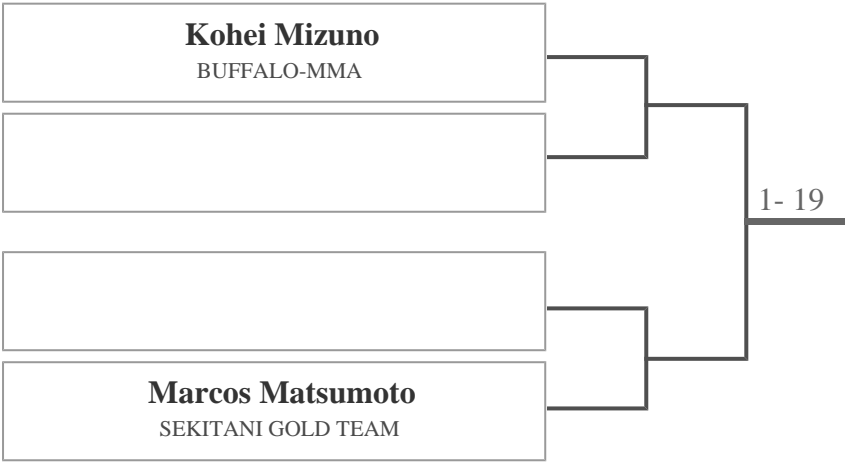 Kohei Mizuno
BUFFALO-MMA
1- 19
Marcos Matsumoto
SEKITANI GOLD TEAM